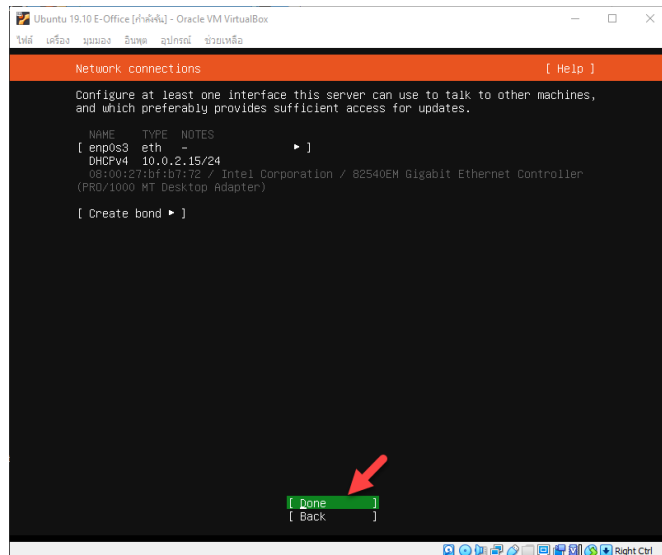 Ubuntu 19.10 E-Office [กำลังรัน] - Oracle VM VirtualBox
ไฟล์ เครื่อง มุมมอง อินพุต อุปกรณ์ ช่วยเหลือ
Network connections [ Help ]
Configure at least one interface this server can use to talk to other machines,
and which preferably provides sufficient access for updates.
NAME TYPE NOTES
[ enp0s3 eth - ▸ ]
DHCPv4 10.0.2.15/24
08:00:27:bf:b7:72 / Intel Corporation / 82540EM Gigabit Ethernet Controller
(PRO/1000 MT Desktop Adapter)
[ Create bond ▸ ]
[ Done ]
[ Back ]
Right Ctrl